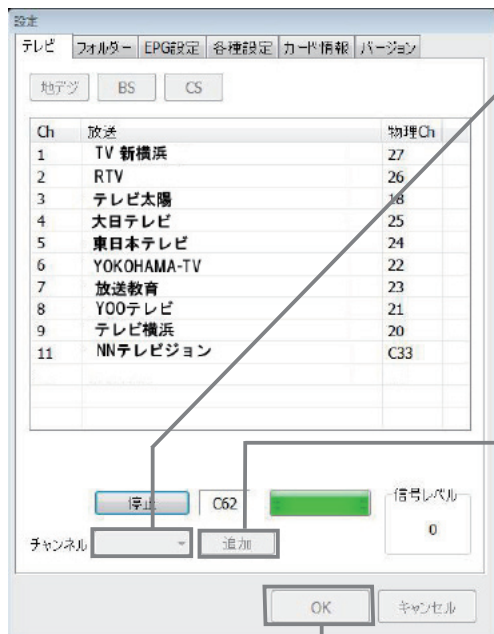 設定
テレビ フォルダー EPG設定 各種設定 カード情報 バージョン
地デジ BS CS
Ch 放送 物理Ch
1 TV 新横浜 27
2 RTV 26
3 テレビ太陽 18
4 大日テレビ 25
5 東日本テレビ 24
6 YOKOHAMA-TV 22
7 放送教育 23
8 YOOテレビ 21
9 テレビ横浜 20
11 NNテレビジョン C33
停止 C62 信号レベル
チャンネル 追加 0
OK キャンセル